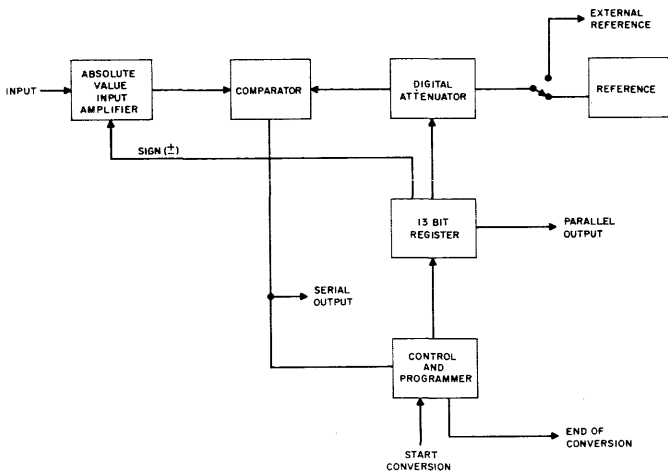 EXTERNAL
REFERENCE
INPUT
ABSOLUTE
VALUE
INPUT
AMPLIFIER
COMPARATOR
DIGITAL
ATTENUATOR
REFERENCE
SIGN (±)
13 BIT
REGISTER
PARALLEL
OUTPUT
SERIAL
OUTPUT
CONTROL
AND
PROGRAMMER
START
CONVERSION
END OF
CONVERSION